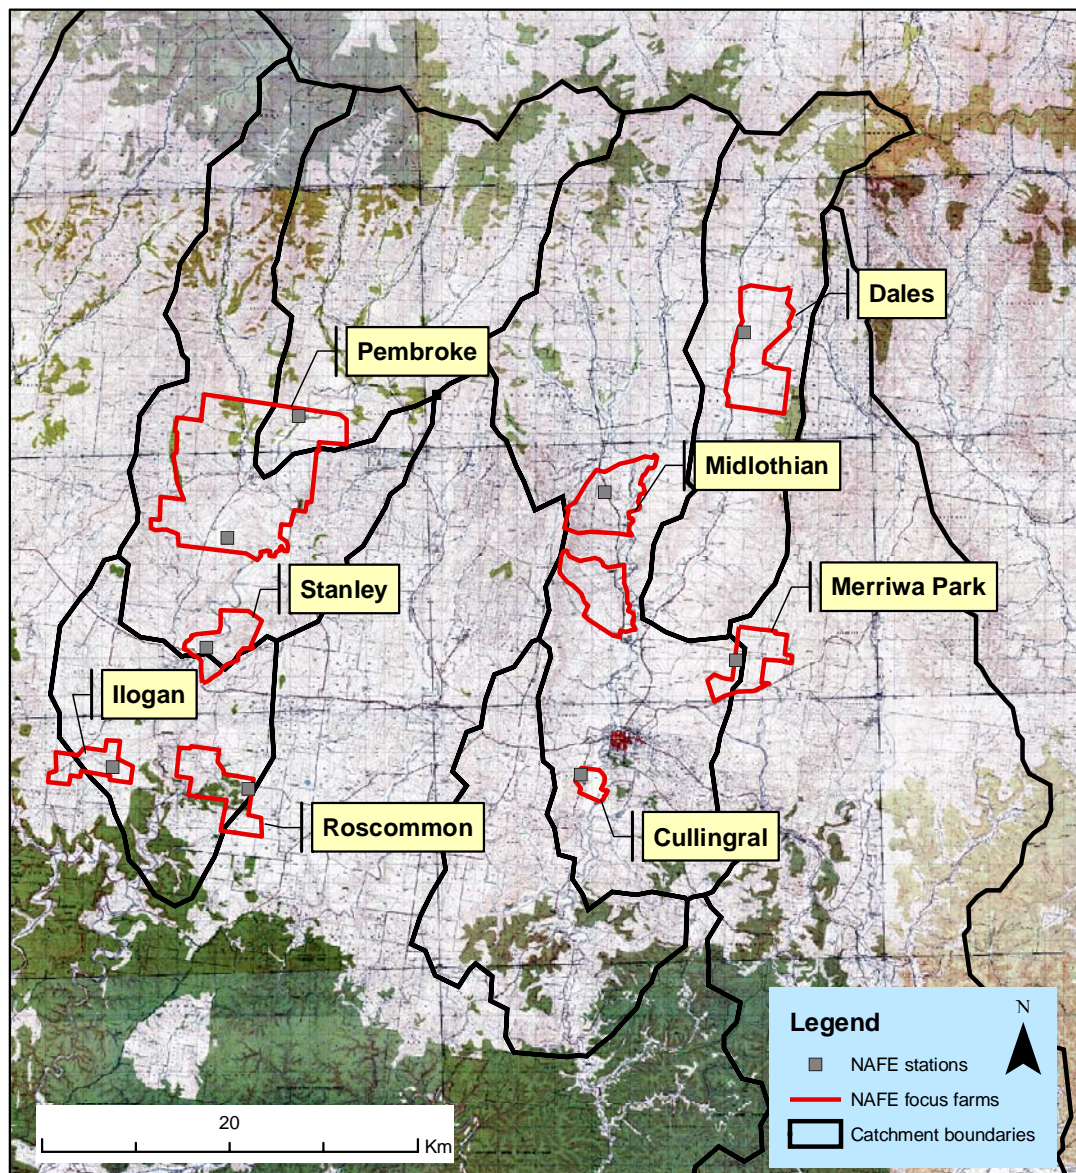 Dales
Pembroke
Midlothian
Stanley
Merriwa Park
Ilogan
Roscommon
Cullingral
Legend
N
NAFE stations
NAFE focus farms
Catchment boundaries
20
Km